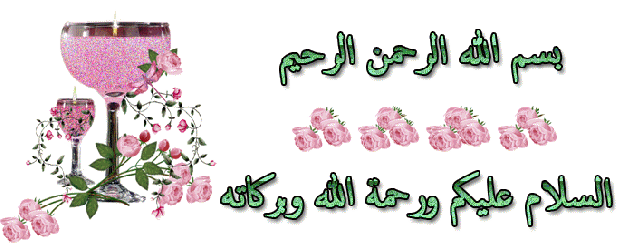 بسم الله الرحمن الرحيم
السلام عليكم ورحمة الله وبركاته